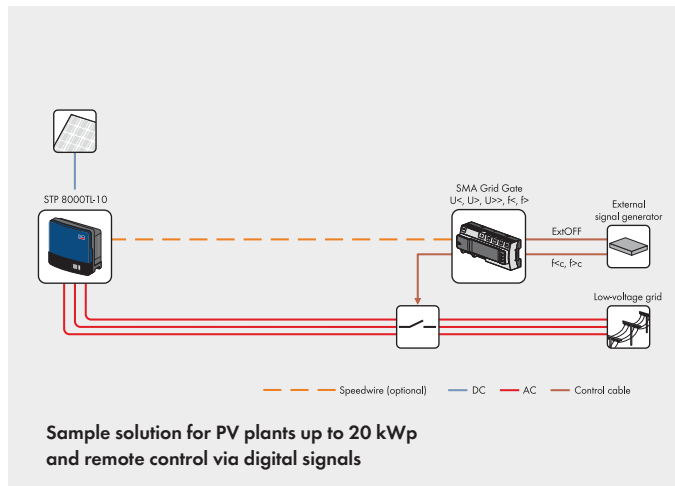 STP 8000TL-10
SMA Grid Gate
U<, U>, U>>, f<, f>
External
signal generator
ExtOFF
f<c, f>c
Low-voltage grid
Speedwire (optional)
DC
AC
Control cable
Sample solution for PV plants up to 20 kWp
and remote control via digital signals